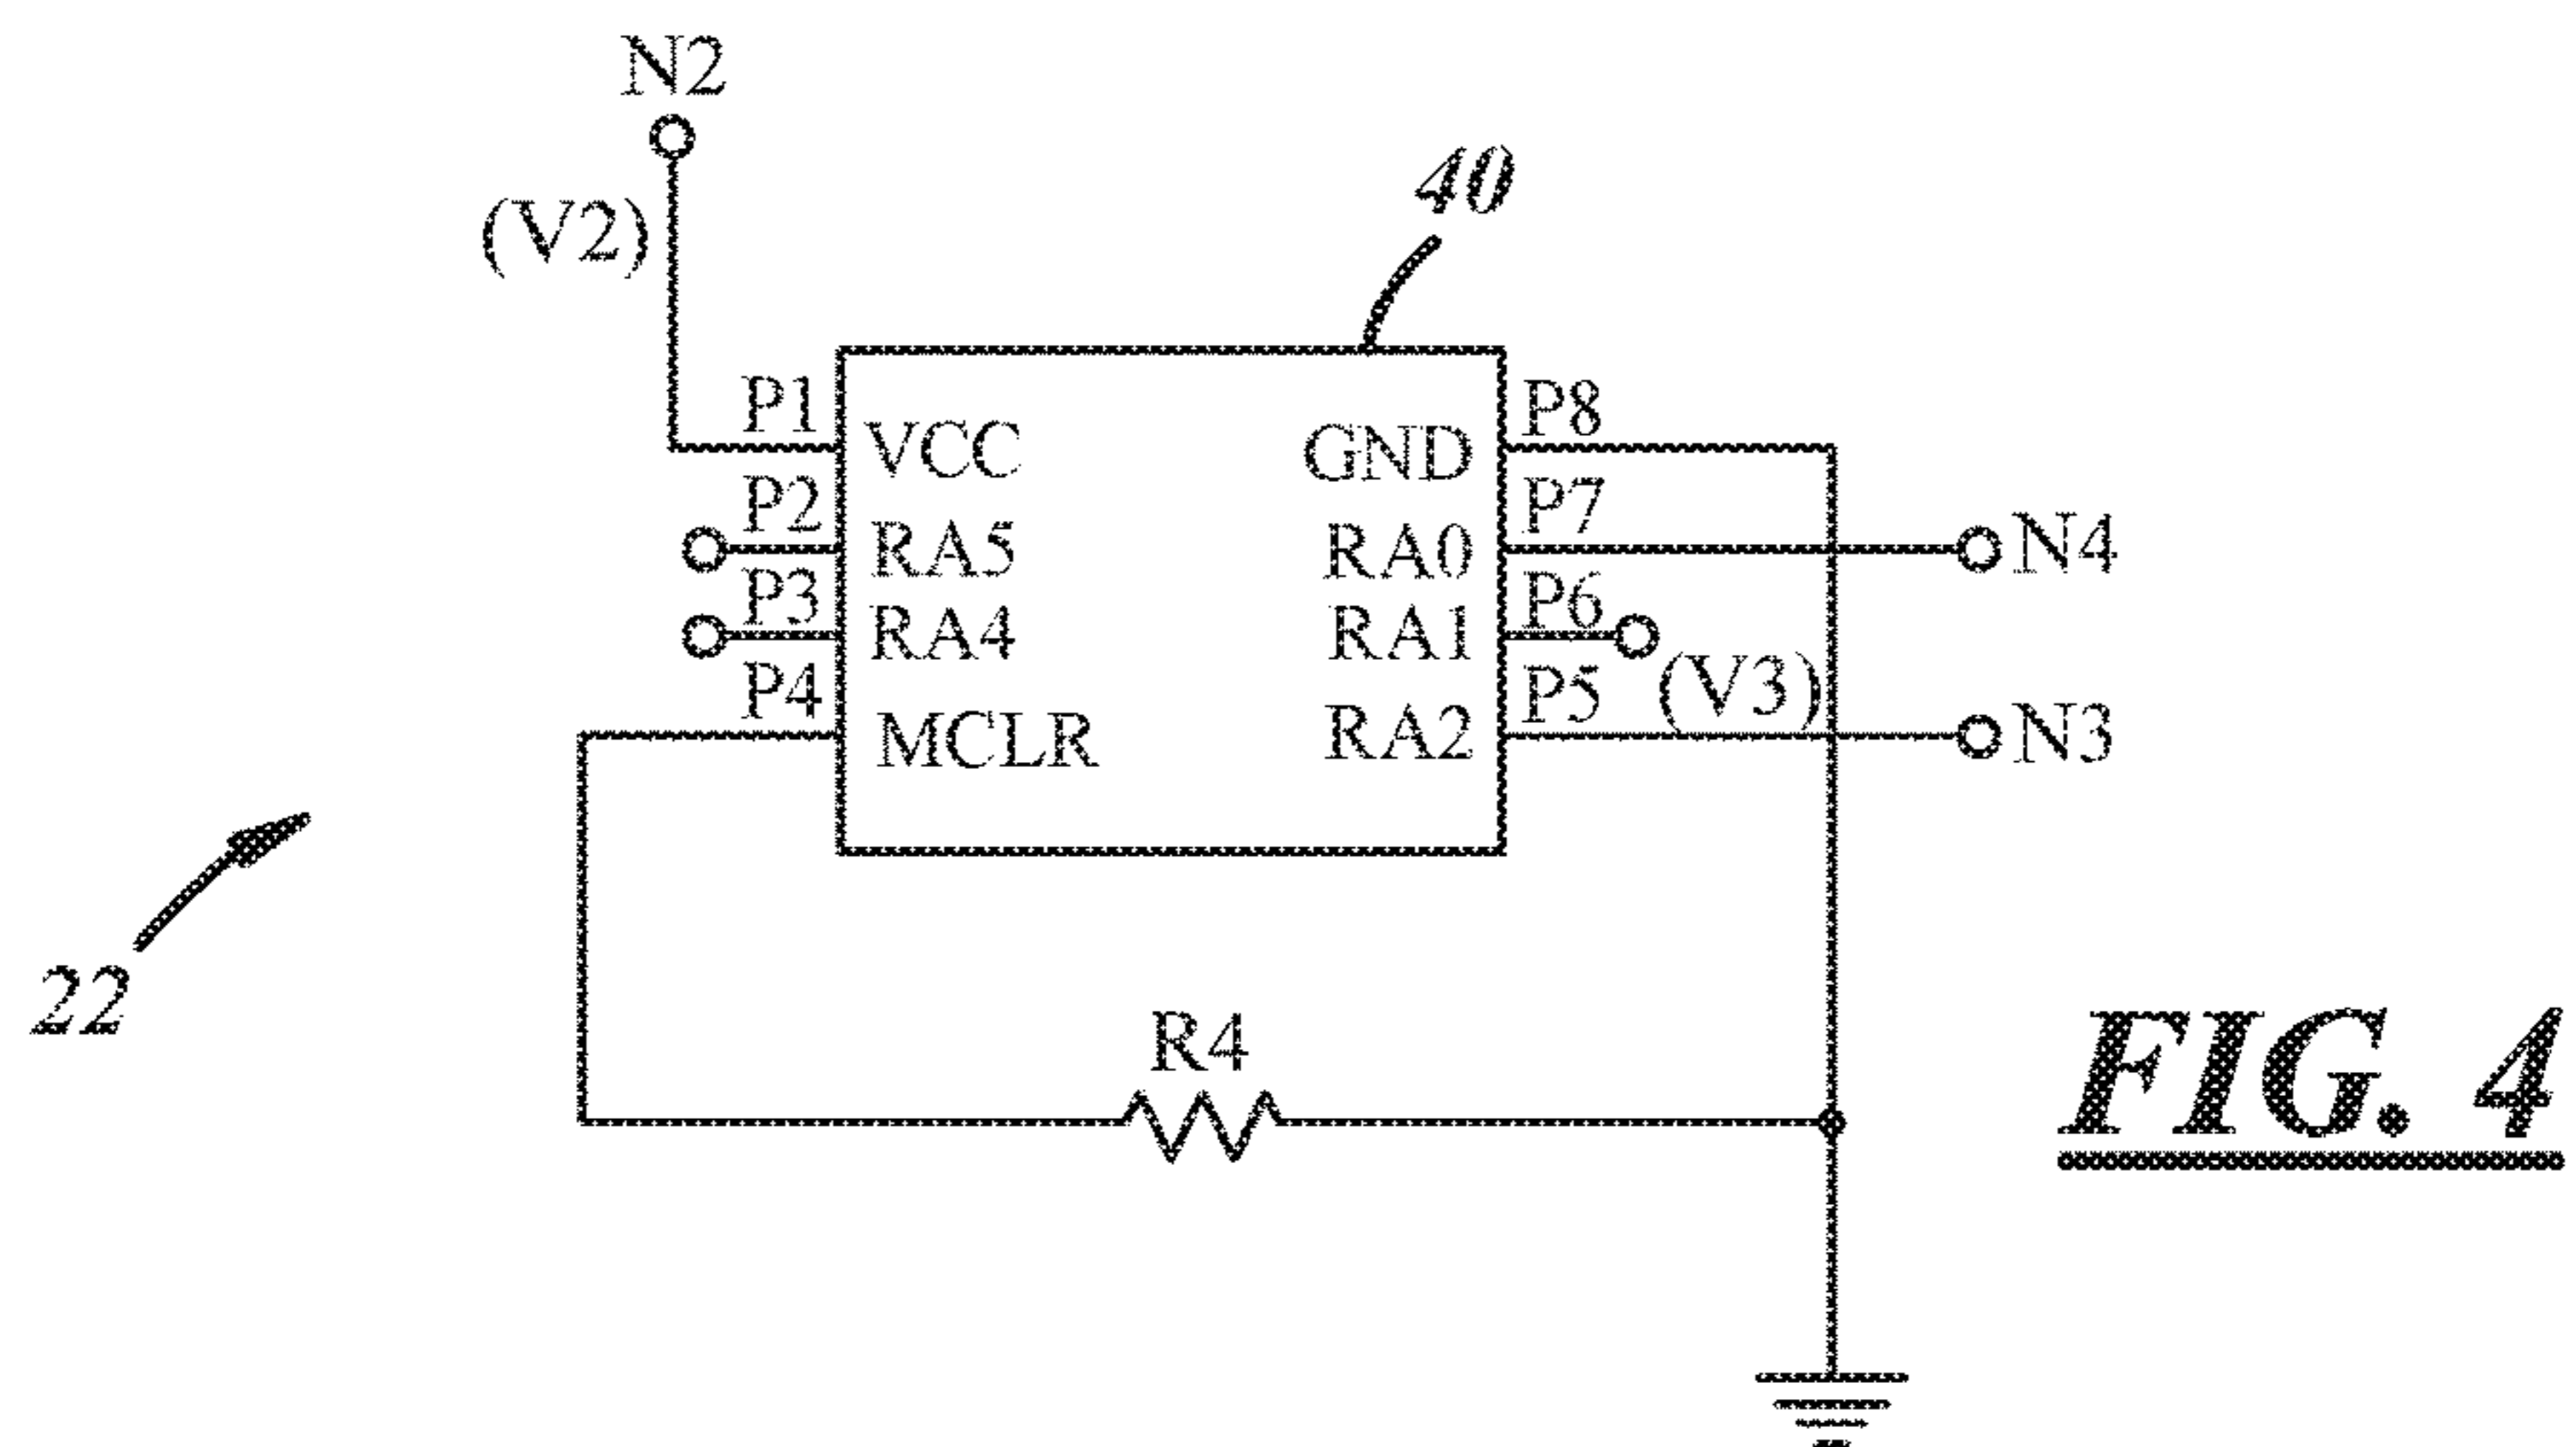 N2
(V2)
40
P1
VCC
GND
P8
P2
RA5
RA0
P7
N4
P3
RA4
RA1
P6
P4
MCLR
RA2
P5
(V3)
N3
22
R4
FIG. 4